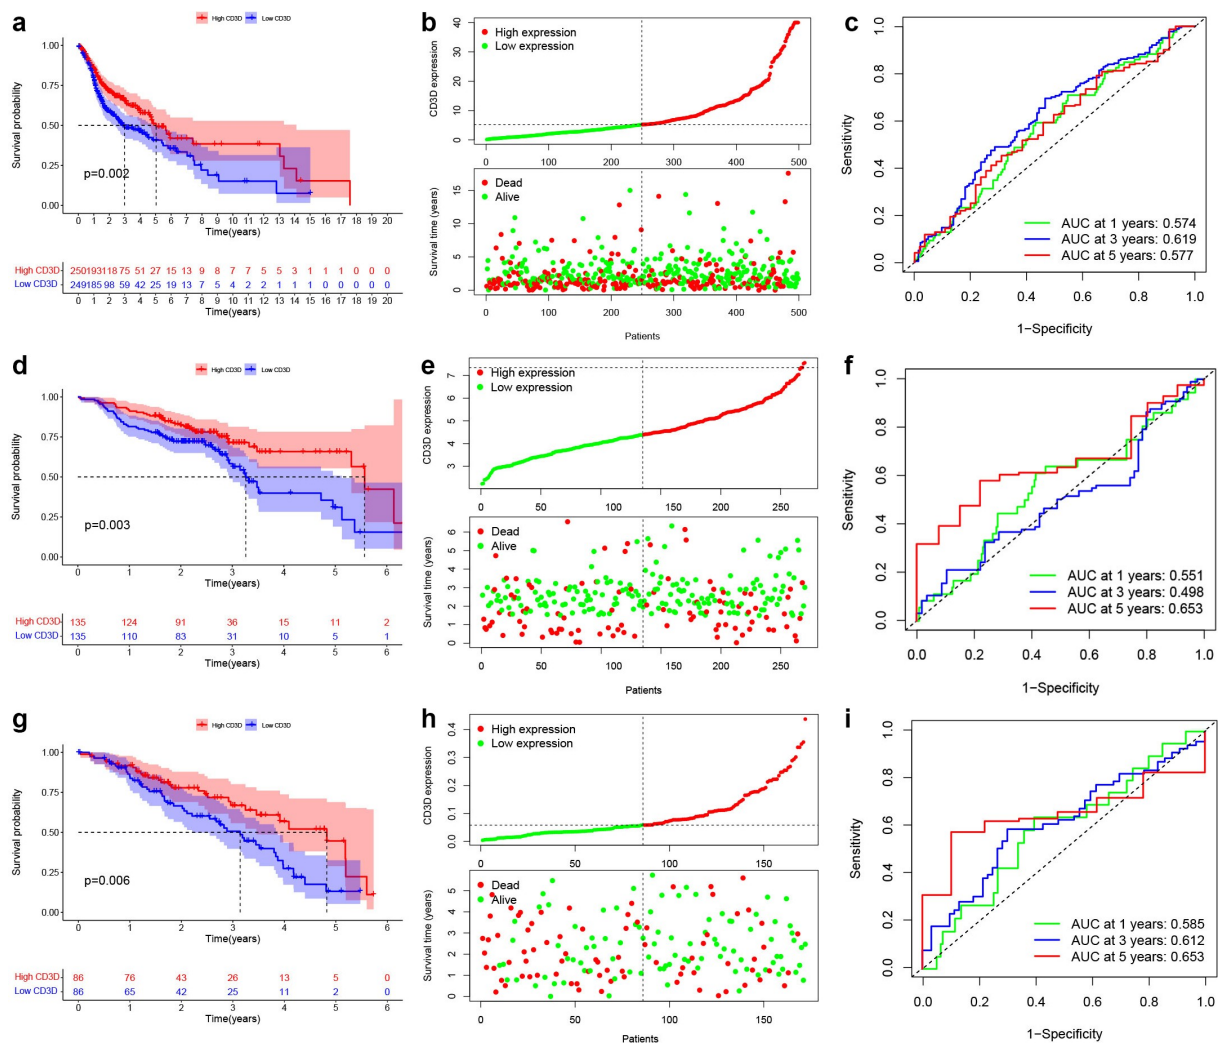 a
High CD3D Low CD3D
Survival probability
1.00
0.75
0.50
0.25
0.00
p=0.002
0 1 2 3 4 5 6 7 8 9 10 11 12 13 14 15 16 17 18 19 20
Time(years)
High CD3D 250 193 118 75 51 27 15 13 9 8 7 7 5 5 3 1 1 1 0 0 0
Low CD3D 249 185 98 59 42 25 19 13 7 5 4 2 2 1 1 1 0 0 0 0 0
0 1 2 3 4 5 6 7 8 9 10 11 12 13 14 15 16 17 18 19 20
Time(years)
b
CD3D expression
40
30
20
10
0
High expression
Low expression
0 100 200 300 400 500
Survival time (years)
15
10
5
0
Dead
Alive
0 100 200 300 400 500
Patients
c
Sensitivity
1.0
0.8
0.6
0.4
0.2
0.0
AUC at 1 years: 0.574
AUC at 3 years: 0.619
AUC at 5 years: 0.577
0.0 0.2 0.4 0.6 0.8 1.0
1−Specificity
d
High CD3D Low CD3D
Survival probability
1.00
0.75
0.50
0.25
0.00
p=0.003
0 1 2 3 4 5 6
Time(years)
High CD3D 135 124 91 36 15 11 2
Low CD3D 135 110 83 31 10 5 1
0 1 2 3 4 5 6
Time(years)
e
CD3D expression
7
6
5
4
3
High expression
Low expression
0 50 100 150 200 250
Survival time (years)
6
5
4
3
2
1
0
Dead
Alive
0 50 100 150 200 250
Patients
f
Sensitivity
1.0
0.8
0.6
0.4
0.2
0.0
AUC at 1 years: 0.551
AUC at 3 years: 0.498
AUC at 5 years: 0.653
0.0 0.2 0.4 0.6 0.8 1.0
1−Specificity
g
High CD3D Low CD3D
Survival probability
1.00
0.75
0.50
0.25
0.00
p=0.006
0 1 2 3 4 5 6
Time(years)
High CD3D 86 76 43 26 13 5 0
Low CD3D 86 65 42 25 11 2 0
0 1 2 3 4 5 6
Time(years)
h
CD3D expression
0.4
0.3
0.2
0.1
0.0
High expression
Low expression
0 50 100 150
Survival time (years)
5
4
3
2
1
0
Dead
Alive
0 50 100 150
Patients
i
Sensitivity
1.0
0.8
0.6
0.4
0.2
0.0
AUC at 1 years: 0.585
AUC at 3 years: 0.612
AUC at 5 years: 0.653
0.0 0.2 0.4 0.6 0.8 1.0
1−Specificity